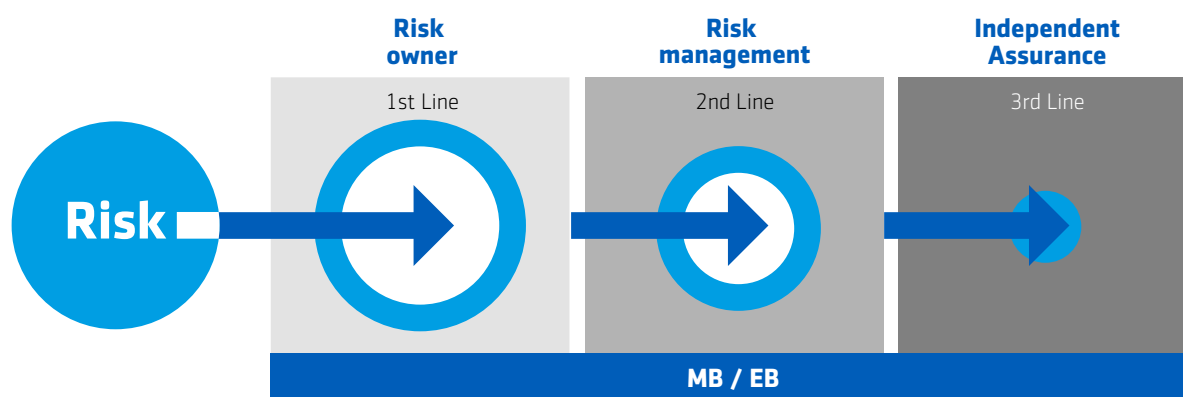 Risk
owner
Risk
management
Independent
Assurance
1st Line
2nd Line
3rd Line
Risk
MB / EB